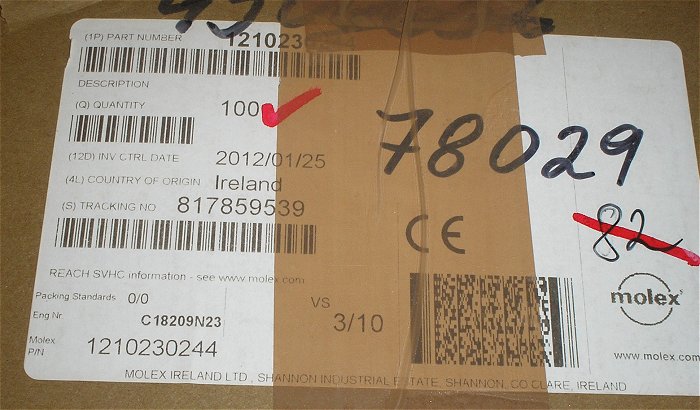 (1P) PART NUMBER 121023
DESCRIPTION
(Q) QUANTITY 100
78029
(12D) INV CTRL DATE 2012/01/25
(4L) COUNTRY OF ORIGIN Ireland
(S) TRACKING NO 817859539
82
CE
REACH SVHC information - see www.molex.com
molex
Packing Standards 0/0
VS
Eng Nr. C18209N23
3/10
Molex P/N 1210230244
www.molex.com
MOLEX IRELAND LTD., SHANNON INDUSTRIAL ESTATE, SHANNON, CO CLARE, IRELAND